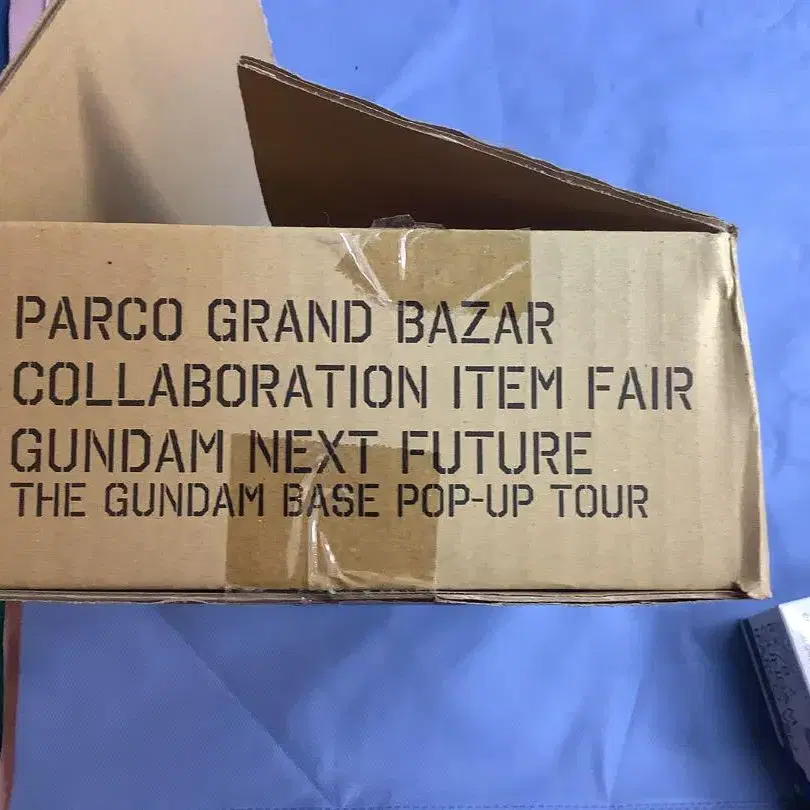 PARCO GRAND BAZAR
COLLABORATION ITEM FAIR
GUNDAM NEXT FUTURE
THE GUNDAM BASE POP-UP TOUR